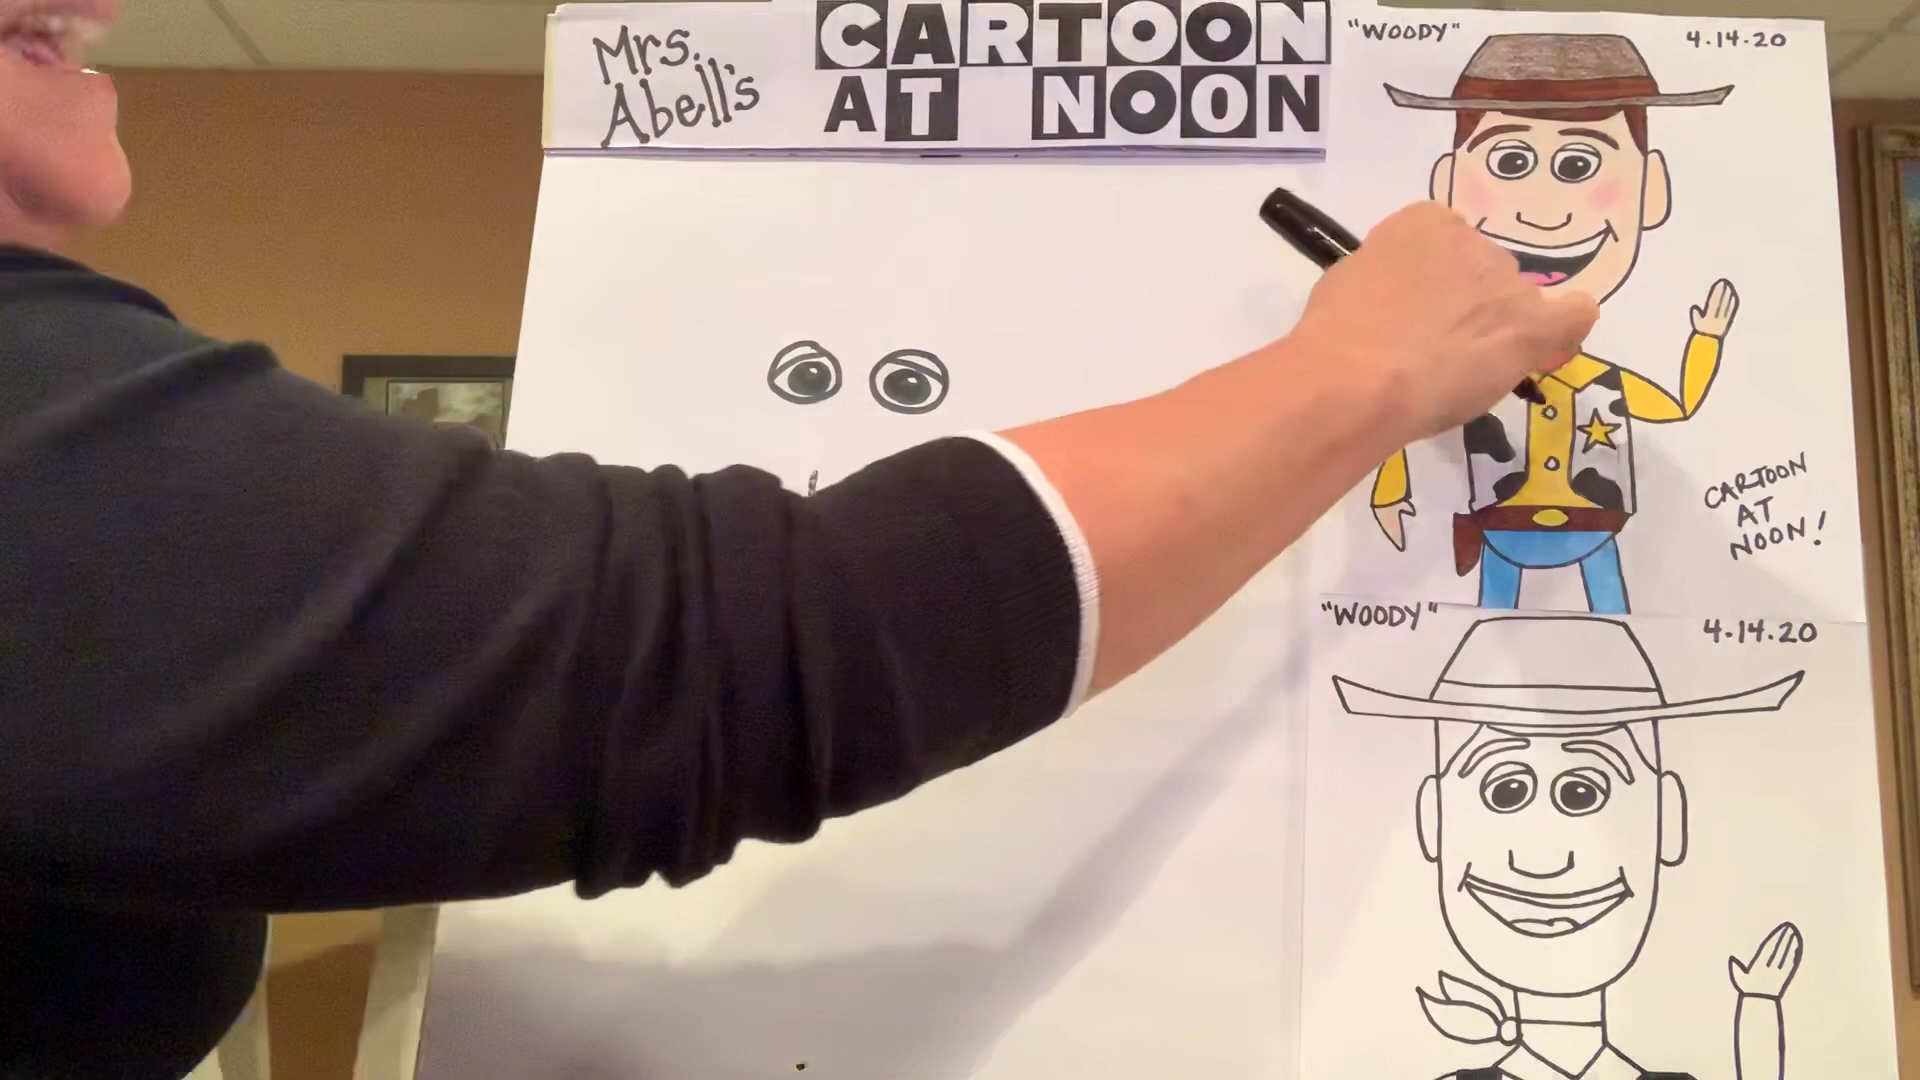 Mrs.
Abell's
CARTOON
AT NOON
"WOODY" 4.14.20
CARTOON
AT
NOON!
"WOODY" 4.14.20